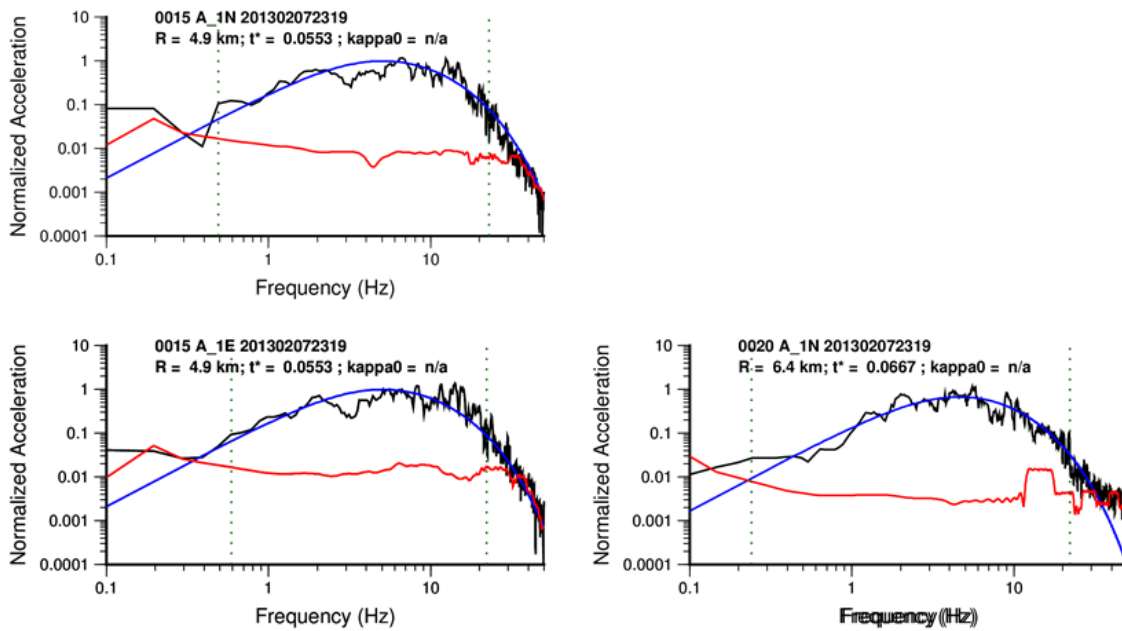 0015 A_1N 201302072319
R = 4.9 km; t* = 0.0553 ; kappa0 = n/a
Normalized Acceleration
10
1
0.1
0.01
0.001
0.0001
0.1
1
10
Frequency (Hz)
0015 A_1E 201302072319
R = 4.9 km; t* = 0.0553 ; kappa0 = n/a
Normalized Acceleration
10
1
0.1
0.01
0.001
0.0001
0.1
1
10
Frequency (Hz)
0020 A_1N 201302072319
R = 6.4 km; t* = 0.0667 ; kappa0 = n/a
Normalized Acceleration
10
1
0.1
0.01
0.001
0.0001
0.1
1
10
Frequency (Hz)